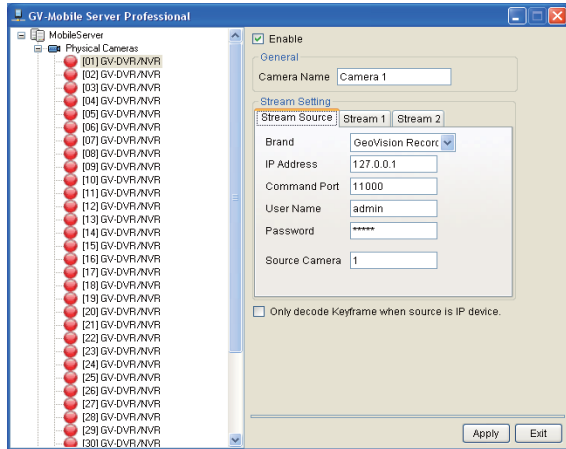 GV-Mobile Server Professional
MobileServer
Physical Cameras
[01] GV-DVR/NVR
[02] GV-DVR/NVR
[03] GV-DVR/NVR
[04] GV-DVR/NVR
[05] GV-DVR/NVR
[06] GV-DVR/NVR
[07] GV-DVR/NVR
[08] GV-DVR/NVR
[09] GV-DVR/NVR
[10] GV-DVR/NVR
[11] GV-DVR/NVR
[12] GV-DVR/NVR
[13] GV-DVR/NVR
[14] GV-DVR/NVR
[15] GV-DVR/NVR
[16] GV-DVR/NVR
[17] GV-DVR/NVR
[18] GV-DVR/NVR
[19] GV-DVR/NVR
[20] GV-DVR/NVR
[21] GV-DVR/NVR
[22] GV-DVR/NVR
[23] GV-DVR/NVR
[24] GV-DVR/NVR
[25] GV-DVR/NVR
[26] GV-DVR/NVR
[27] GV-DVR/NVR
[28] GV-DVR/NVR
[29] GV-DVR/NVR
[30] GV-DVR/NVR
Enable
General
Camera Name Camera 1
Stream Setting
Stream Source Stream 1 Stream 2
Brand GeoVision Recorc
IP Address 127.0.0.1
Command Port 11000
User Name admin
Password *****
Source Camera 1
Only decode Keyframe when source is IP device.
Apply Exit